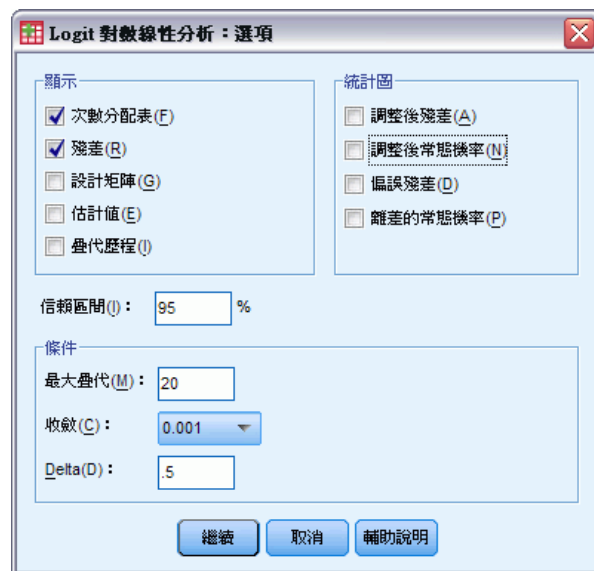 Logit 對數線性分析：選項
顯示
次數分配表(F)
殘差(R)
設計矩陣(G)
估計值(E)
疊代歷程(I)
統計圖
調整後殘差(A)
調整後常態機率(N)
偏誤殘差(D)
離差的常態機率(P)
信賴區間(I)： 95 %
條件
最大疊代(M)： 20
收斂(C)： 0.001
Delta(D)： .5
繼續 取消 輔助說明